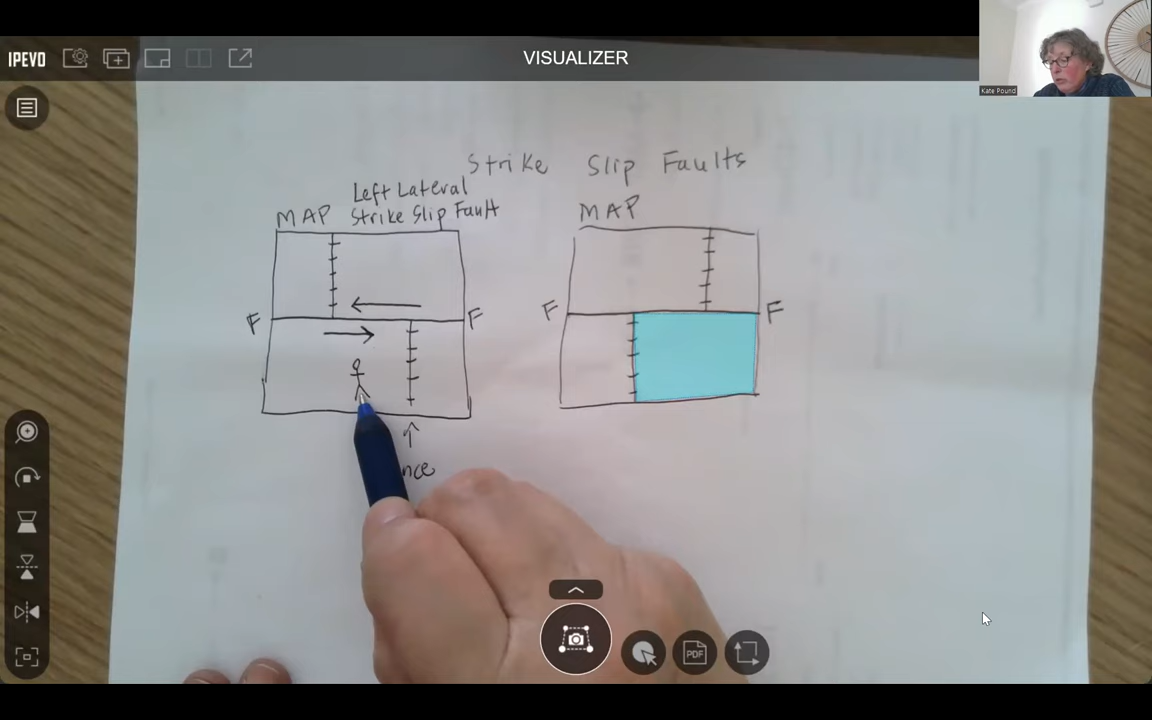 IPEVO
VISUALIZER
Kate Pound
Strike Slip Faults
Left Lateral
MAP Strike Slip Fault
MAP
F
F
F
F
PDF